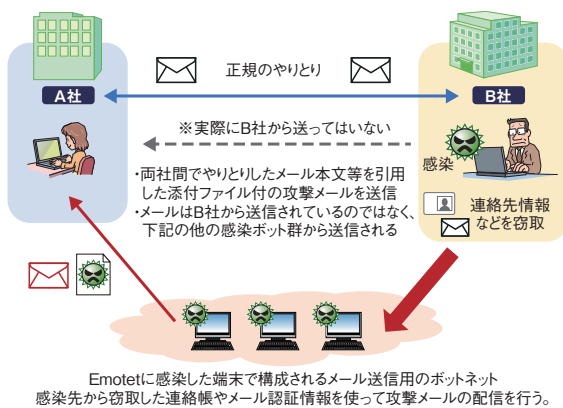 正規のやりとり
A社
B社
※実際にB社から送ってはいない
感染
・両社間でやりとりしたメール本文等を引用
した添付ファイル付の攻撃メールを送信
・メールはB社から送信されているのではなく、
下記の他の感染ボット群から送信される
連絡先情報
などを窃取
Emotetに感染した端末で構成されるメール送信用のボットネット
感染先から窃取した連絡帳やメール認証情報を使って攻撃メールの配信を行う。